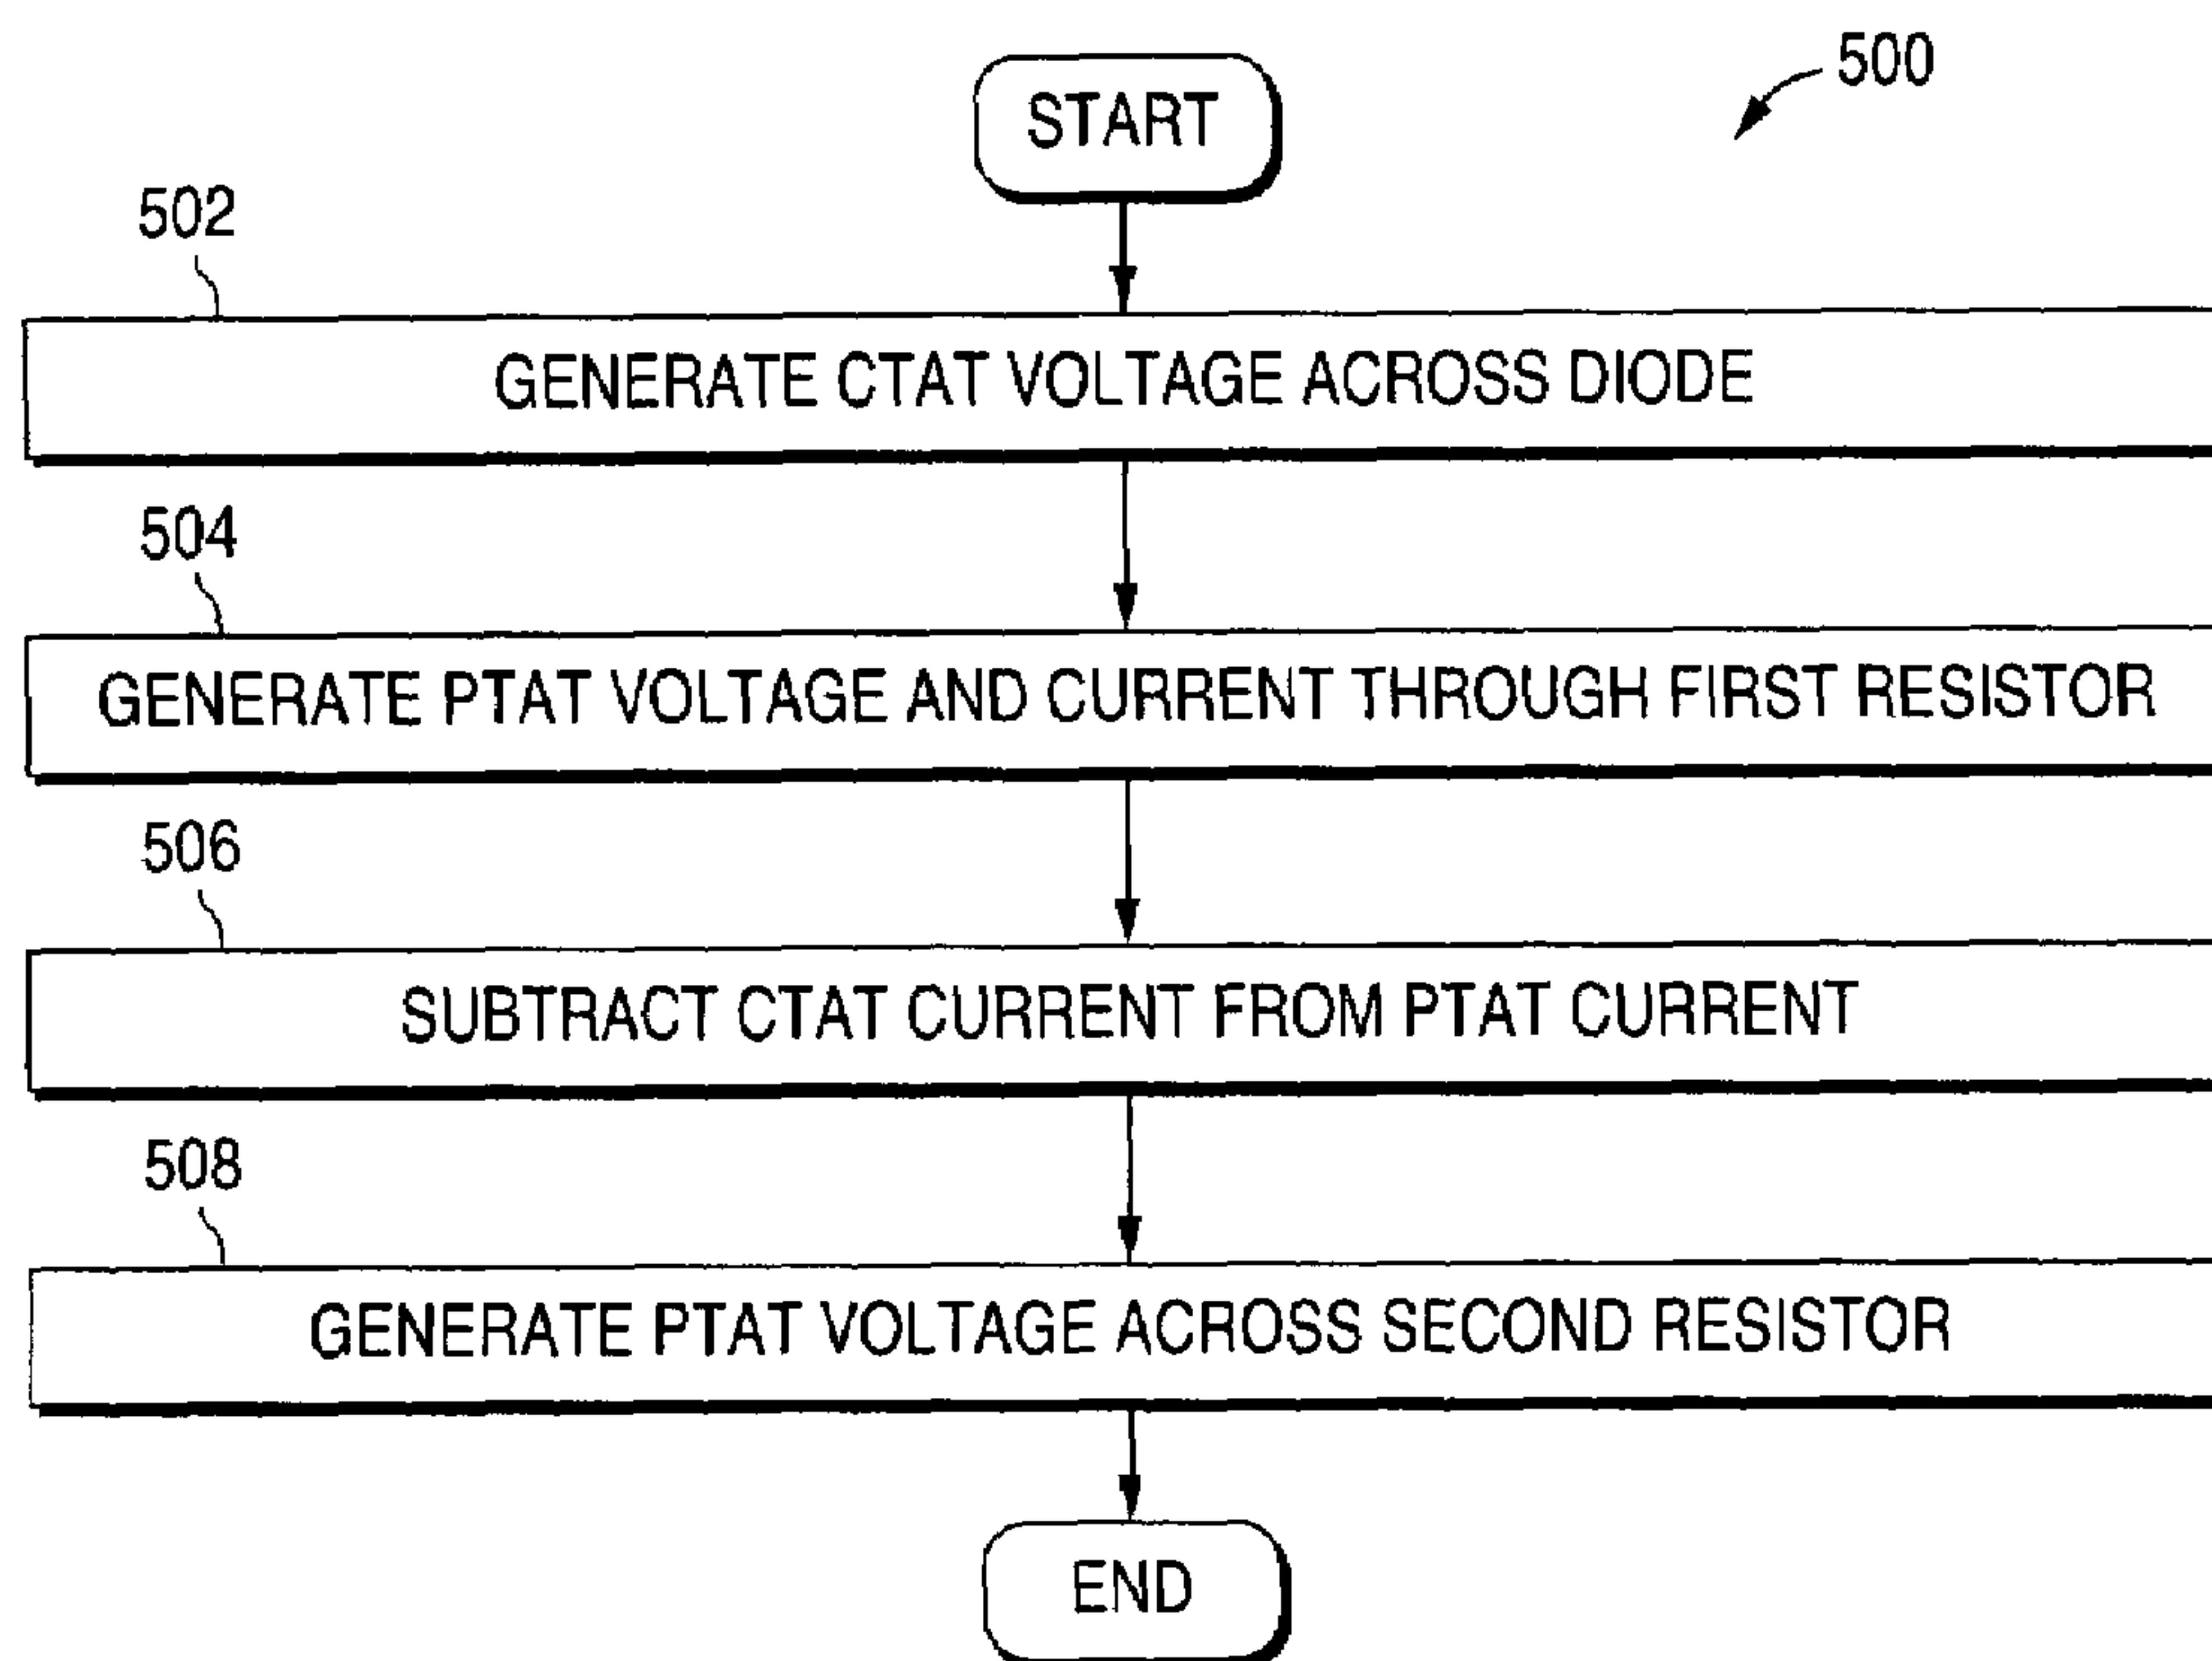 500
START
502
GENERATE CTAT VOLTAGE ACROSS DIODE
504
GENERATE PTAT VOLTAGE AND CURRENT THROUGH FIRST RESISTOR
506
SUBTRACT CTAT CURRENT FROM PTAT CURRENT
508
GENERATE PTAT VOLTAGE ACROSS SECOND RESISTOR
END